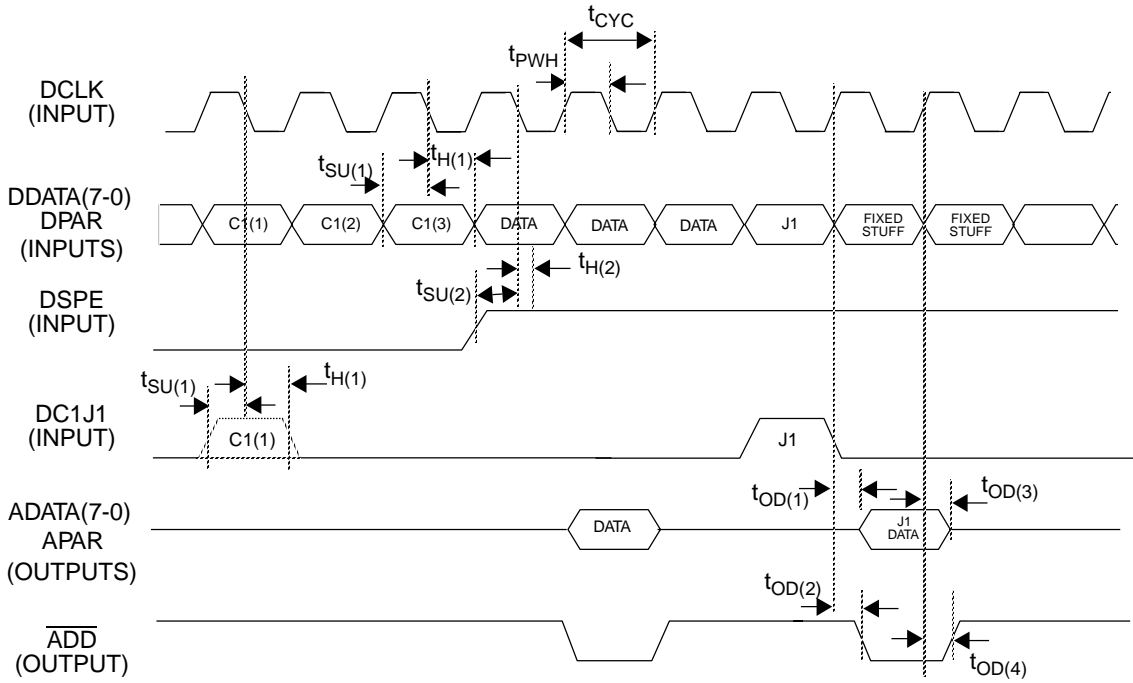 tCYC
tPWH
DCLK
(INPUT)
tSU(1)
tH(1)
DDATA(7-0)
DPAR
(INPUTS)
C1(1)
C1(2)
C1(3)
DATA
DATA
DATA
J1
FIXED
STUFF
FIXED
STUFF
tH(2)
tSU(2)
DSPE
(INPUT)
tSU(1)
tH(1)
DC1J1
(INPUT)
C1(1)
J1
tOD(1)
tOD(3)
ADATA(7-0)
APAR
(OUTPUTS)
DATA
J1
DATA
tOD(2)
ADD
(OUTPUT)
tOD(4)